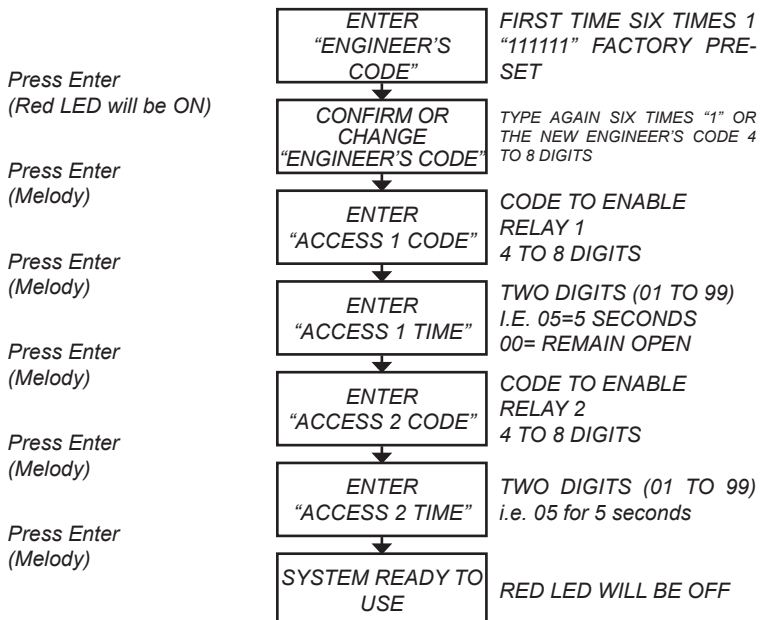 ENTER
“ENGINEER'S
CODE”
FIRST TIME SIX TIMES 1
“111111” FACTORY PRE-
SET
Press Enter
(Red LED will be ON)
CONFIRM OR
CHANGE
“ENGINEER'S CODE”
TYPE AGAIN SIX TIMES “1” OR
THE NEW ENGINEER'S CODE 4
TO 8 DIGITS
Press Enter
(Melody)
ENTER
“ACCESS 1 CODE”
CODE TO ENABLE
RELAY 1
4 TO 8 DIGITS
Press Enter
(Melody)
ENTER
“ACCESS 1 TIME”
TWO DIGITS (01 TO 99)
I.E. 05=5 SECONDS
00= REMAIN OPEN
Press Enter
(Melody)
ENTER
“ACCESS 2 CODE”
CODE TO ENABLE
RELAY 2
4 TO 8 DIGITS
Press Enter
(Melody)
ENTER
“ACCESS 2 TIME”
TWO DIGITS (01 TO 99)
i.e. 05 for 5 seconds
Press Enter
(Melody)
SYSTEM READY TO
USE
RED LED WILL BE OFF